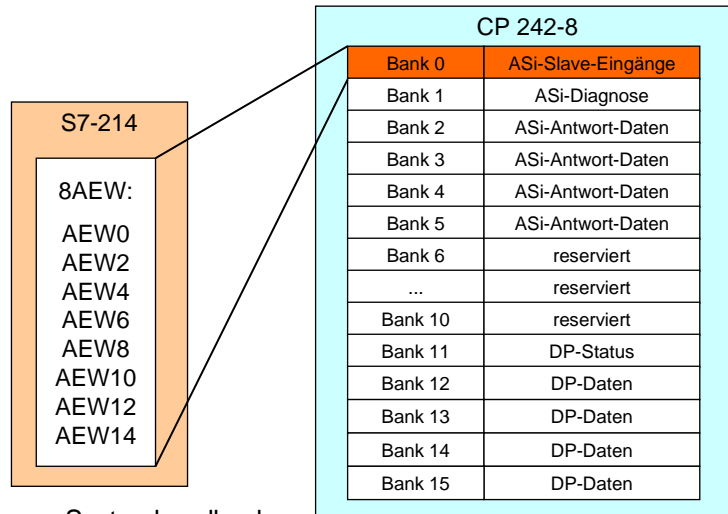 CP 242-8
Bank 0 ASi-Slave-Eingänge
Bank 1 ASi-Diagnose
Bank 2 ASi-Antwort-Daten
Bank 3 ASi-Antwort-Daten
Bank 4 ASi-Antwort-Daten
Bank 5 ASi-Antwort-Daten
Bank 6 reserviert
... reserviert
Bank 10 reserviert
Bank 11 DP-Status
Bank 12 DP-Daten
Bank 13 DP-Daten
Bank 14 DP-Daten
Bank 15 DP-Daten
S7-214
8AEW:
AEW0
AEW2
AEW4
AEW6
AEW8
AEW10
AEW12
AEW14